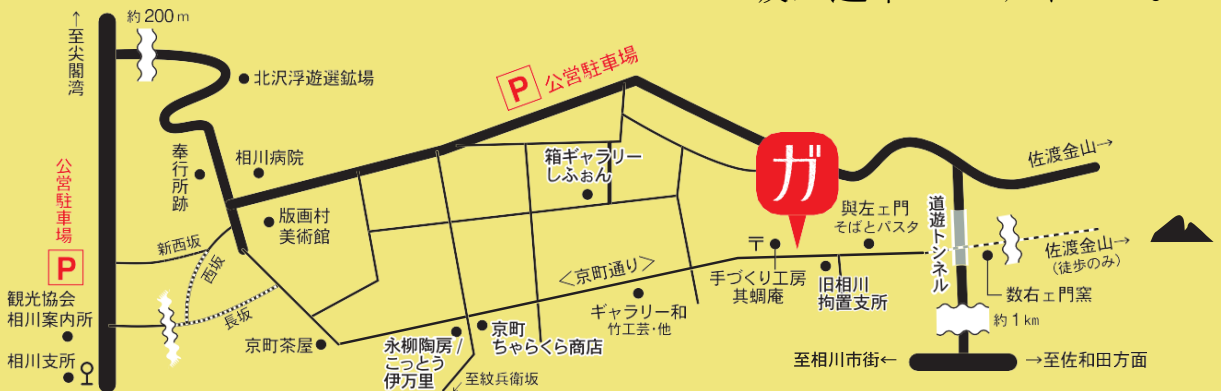 ↑至尖閣湾
約200m
北沢浮遊選鉱場
P 公営駐車場
奉行所跡
相川病院
公営駐車場
P
版画村
美術館
新西坂
西坂
長坂
観光協会
相川案内所
相川支所
京町茶屋
箱ギャラリー
しふぉん
ガ
佐渡金山→
與左ェ門
そばとパスタ
道遊トンネル
佐渡金山→
(徒歩のみ)
〒
手づくり工房
其蜩庵
旧相川
拘置支所
数右ェ門窯
<京町通り>
ギャラリー和
竹工芸・他
京町
ちゃらくら商店
永柳陶房/
こっとう
伊万里
↙至紋兵衛坂
約1km
至相川市街←
→至佐和田方面